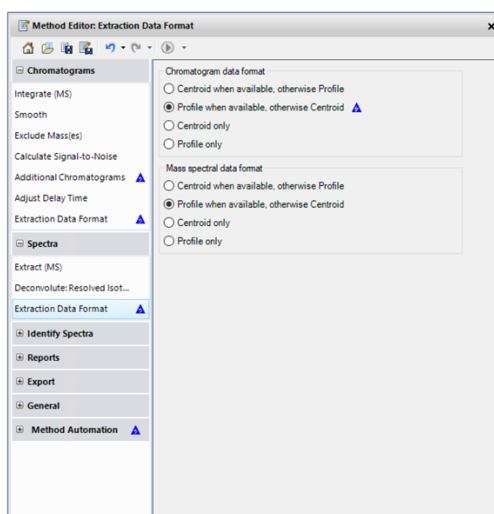 Method Editor: Extraction Data Format
Chromatograms
Integrate (MS)
Smooth
Exclude Mass(es)
Calculate Signal-to-Noise
Additional Chromatograms
Adjust Delay Time
Extraction Data Format
Spectra
Extract (MS)
Deconvolute: Resolved Isot...
Extraction Data Format
Identify Spectra
Reports
Export
General
Method Automation
Chromatogram data format
Centroid when available, otherwise Profile
Profile when available, otherwise Centroid
Centroid only
Profile only
Mass spectral data format
Centroid when available, otherwise Profile
Profile when available, otherwise Centroid
Centroid only
Profile only